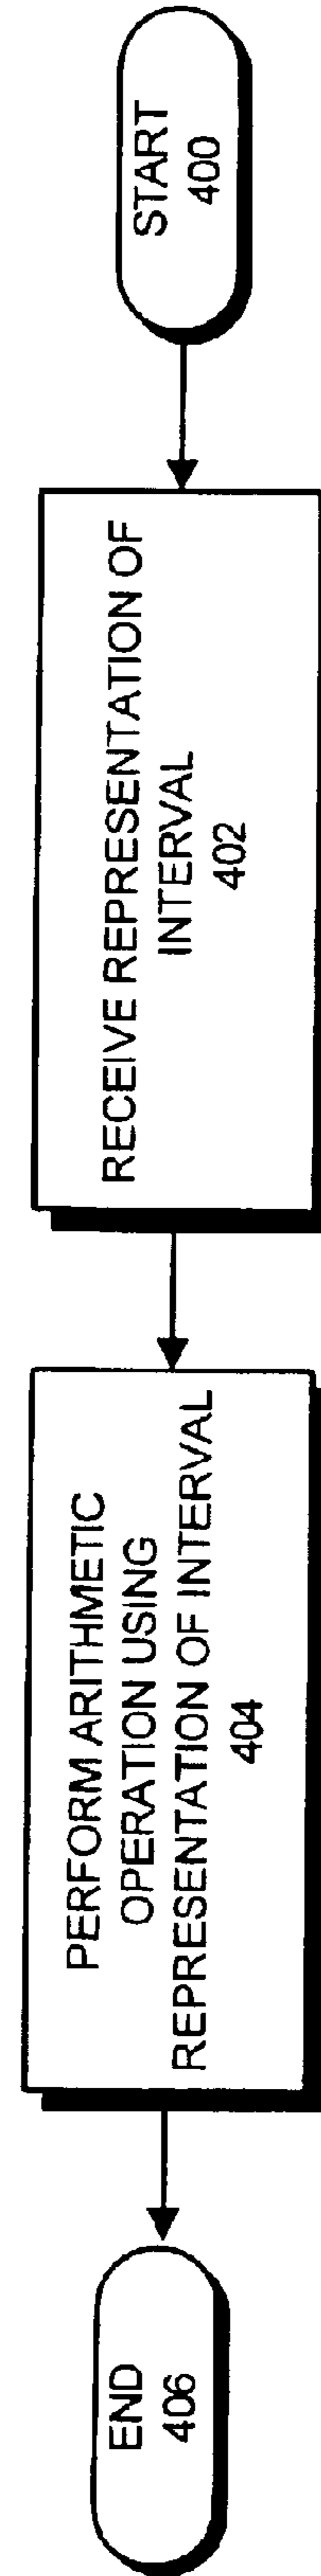 START
400
RECEIVE REPRESENTATION OF
INTERVAL
402
PERFORM ARITHMETIC
OPERATION USING
REPRESENTATION OF INTERVAL
404
END
406